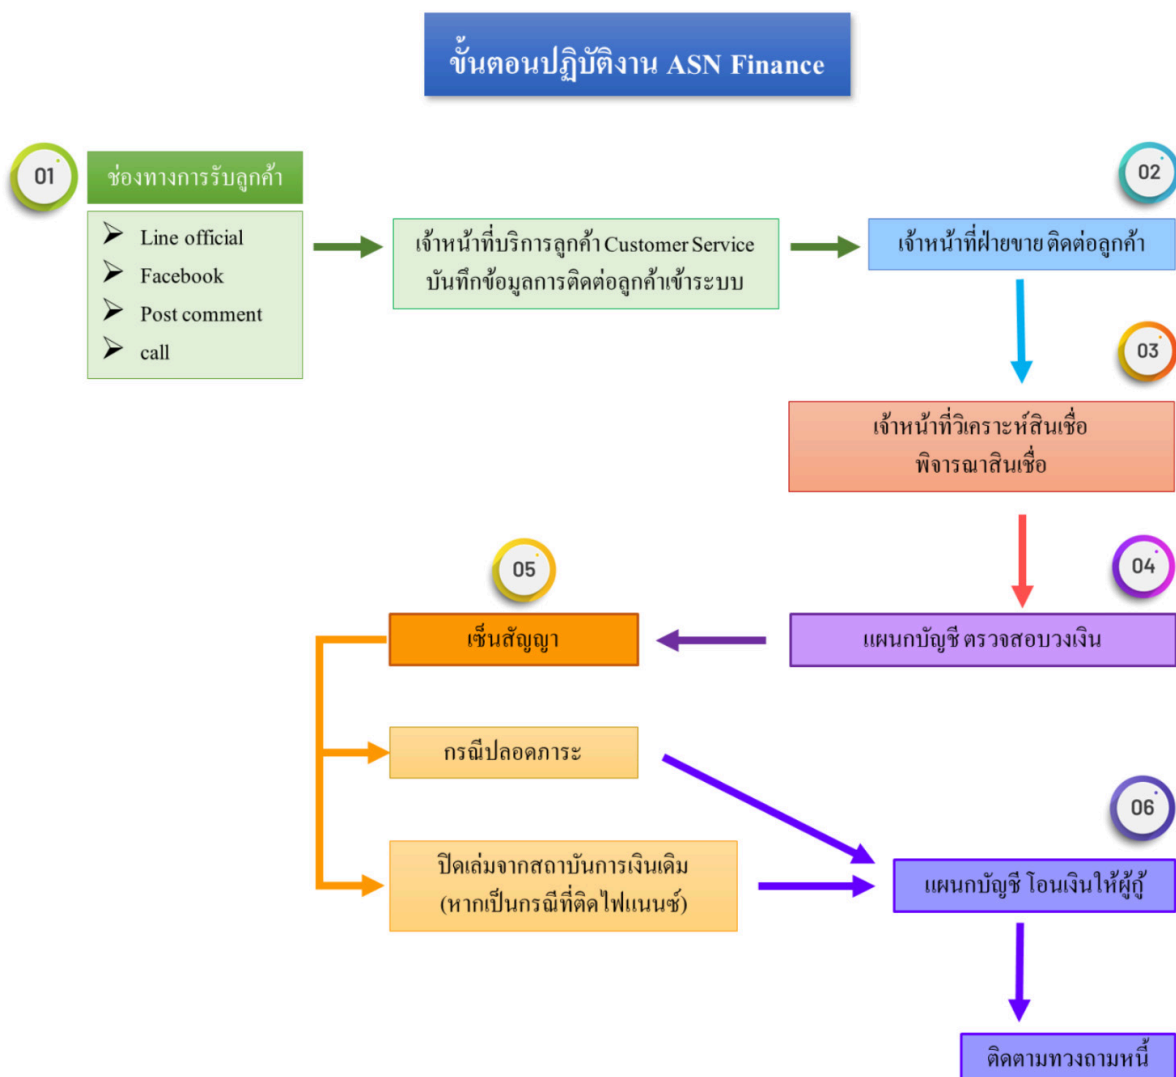 ขั้นตอนปฏิบัติงาน ASN Finance
01
ช่องทางการรับลูกค้า
Line official
Facebook
Post comment
call
เจ้าหน้าที่บริการลูกค้า Customer Service
บันทึกข้อมูลการติดต่อลูกค้าเข้าระบบ
02
เจ้าหน้าที่ฝ่ายขาย ติดต่อลูกค้า
03
เจ้าหน้าที่วิเคราะห์สินเชื่อ
พิจารณาสินเชื่อ
04
แผนกบัญชี ตรวจสอบวงเงิน
05
เซ็นสัญญา
กรณีปลอดภาระ
ปิดเล่มจากสถาบันการเงินเดิม
(หากเป็นกรณีที่ติดไฟแนนซ์)
06
แผนกบัญชี โอนเงินให้ผู้กู้
ติดตามทวงถามหนี้